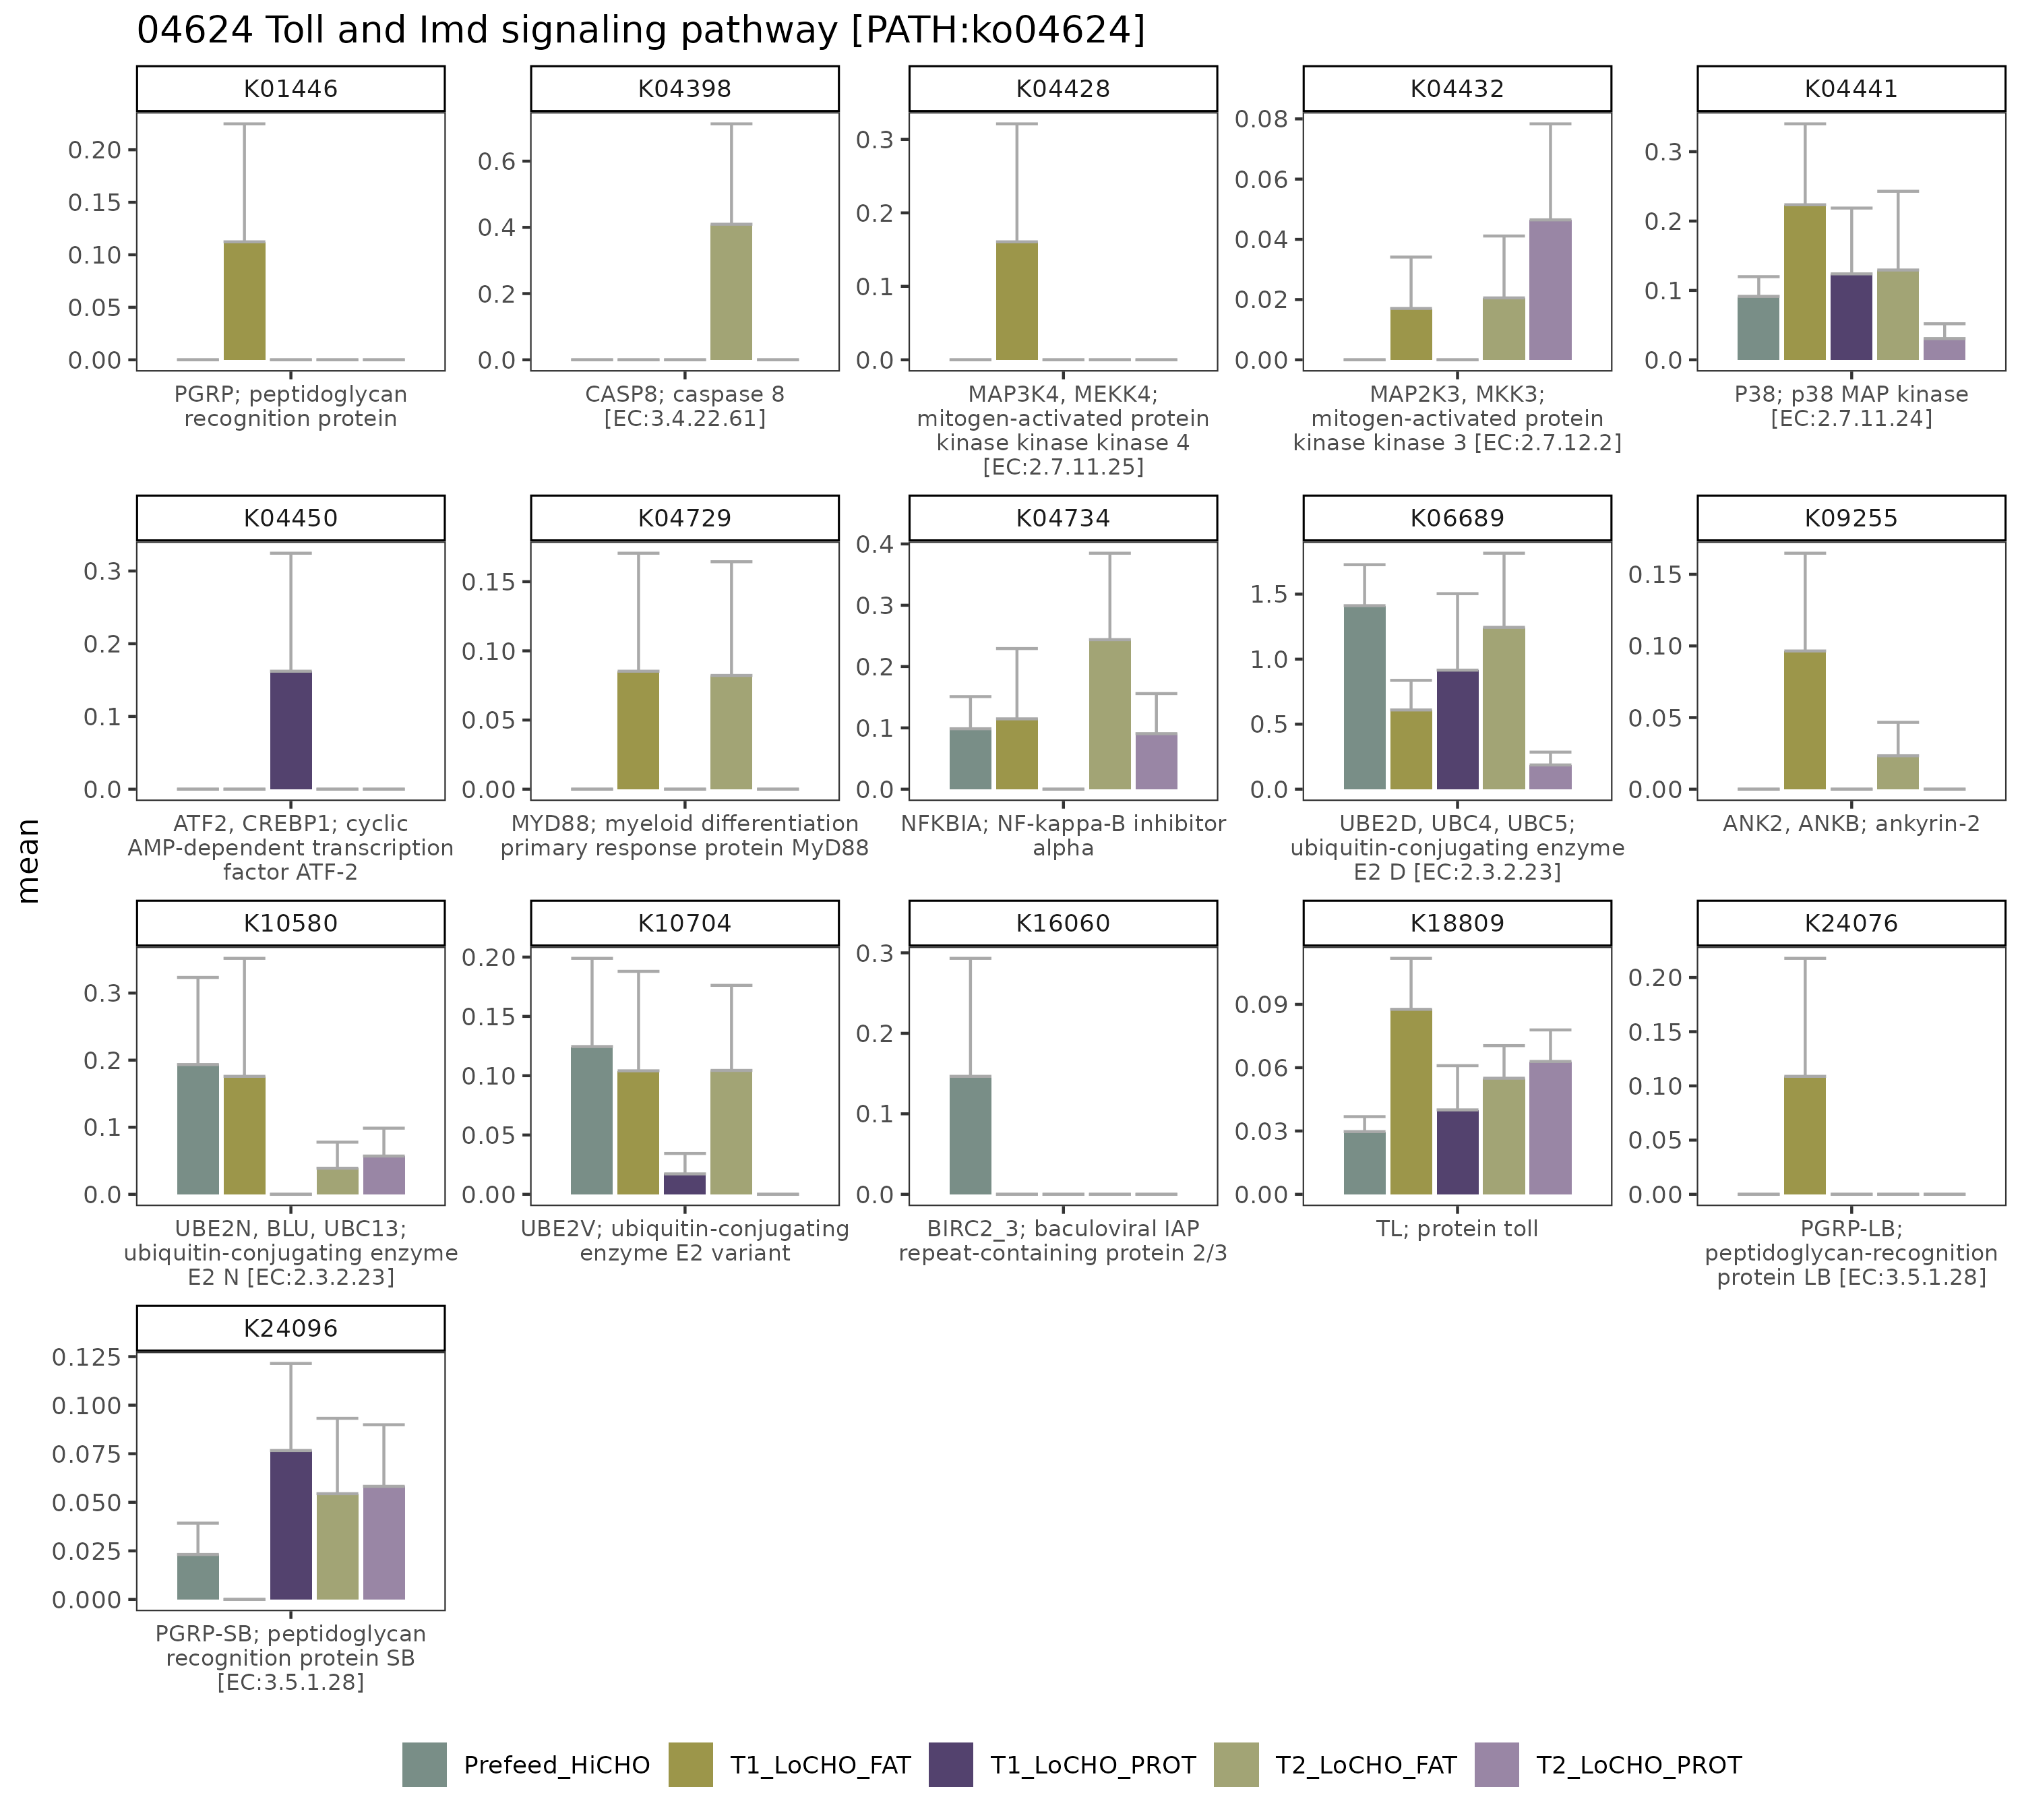 04624 Toll and Imd signaling pathway [PATH:ko04624]
mean
K01446
0.20
0.15
0.10
0.05
0.00
PGRP; peptidoglycan
recognition protein
K04398
0.6
0.4
0.2
0.0
CASP8; caspase 8
[EC:3.4.22.61]
K04428
0.3
0.2
0.1
0.0
MAP3K4, MEKK4;
mitogen-activated protein
kinase kinase kinase 4
[EC:2.7.11.25]
K04432
0.08
0.06
0.04
0.02
0.00
MAP2K3, MKK3;
mitogen-activated protein
kinase kinase 3 [EC:2.7.12.2]
K04441
0.3
0.2
0.1
0.0
P38; p38 MAP kinase
[EC:2.7.11.24]
K04450
0.3
0.2
0.1
0.0
ATF2, CREBP1; cyclic
AMP-dependent transcription
factor ATF-2
K04729
0.15
0.10
0.05
0.00
MYD88; myeloid differentiation
primary response protein MyD88
K04734
0.4
0.3
0.2
0.1
0.0
NFKBIA; NF-kappa-B inhibitor
alpha
K06689
1.5
1.0
0.5
0.0
UBE2D, UBC4, UBC5;
ubiquitin-conjugating enzyme
E2 D [EC:2.3.2.23]
K09255
0.15
0.10
0.05
0.00
ANK2, ANKB; ankyrin-2
K10580
0.3
0.2
0.1
0.0
UBE2N, BLU, UBC13;
ubiquitin-conjugating enzyme
E2 N [EC:2.3.2.23]
K10704
0.20
0.15
0.10
0.05
0.00
UBE2V; ubiquitin-conjugating
enzyme E2 variant
K16060
0.3
0.2
0.1
0.0
BIRC2_3; baculoviral IAP
repeat-containing protein 2/3
K18809
0.09
0.06
0.03
0.00
TL; protein toll
K24076
0.20
0.15
0.10
0.05
0.00
PGRP-LB;
peptidoglycan-recognition
protein LB [EC:3.5.1.28]
K24096
0.125
0.100
0.075
0.050
0.025
0.000
PGRP-SB; peptidoglycan
recognition protein SB
[EC:3.5.1.28]
Prefeed_HiCHO
T1_LoCHO_FAT
T1_LoCHO_PROT
T2_LoCHO_FAT
T2_LoCHO_PROT